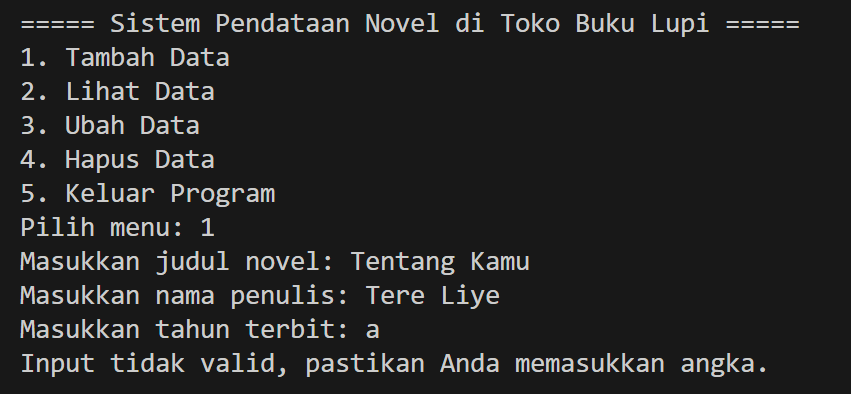 ===== Sistem Pendataan Novel di Toko Buku Lupi =====
1. Tambah Data
2. Lihat Data
3. Ubah Data
4. Hapus Data
5. Keluar Program
Pilih menu: 1
Masukkan judul novel: Tentang Kamu
Masukkan nama penulis: Tere Liye
Masukkan tahun terbit: a
Input tidak valid, pastikan Anda memasukkan angka.